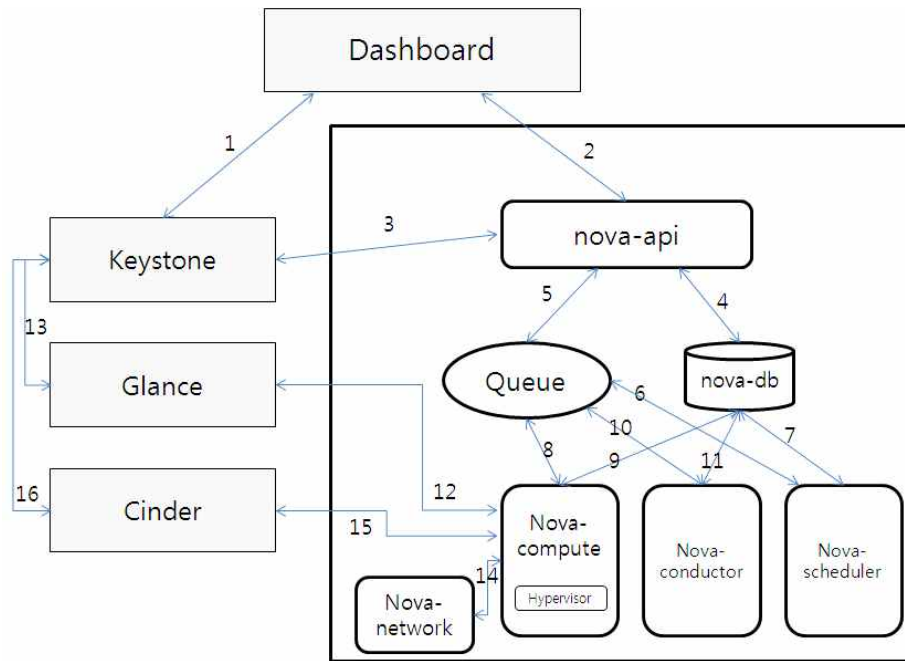 Dashboard
1
2
nova-api
3
Keystone
5
4
13
Glance
Queue
nova-db
6
10
7
8
9
11
16
Cinder
12
15
Nova-
compute
Nova-
conductor
Nova-
scheduler
14
Hypervisor
Nova-
network